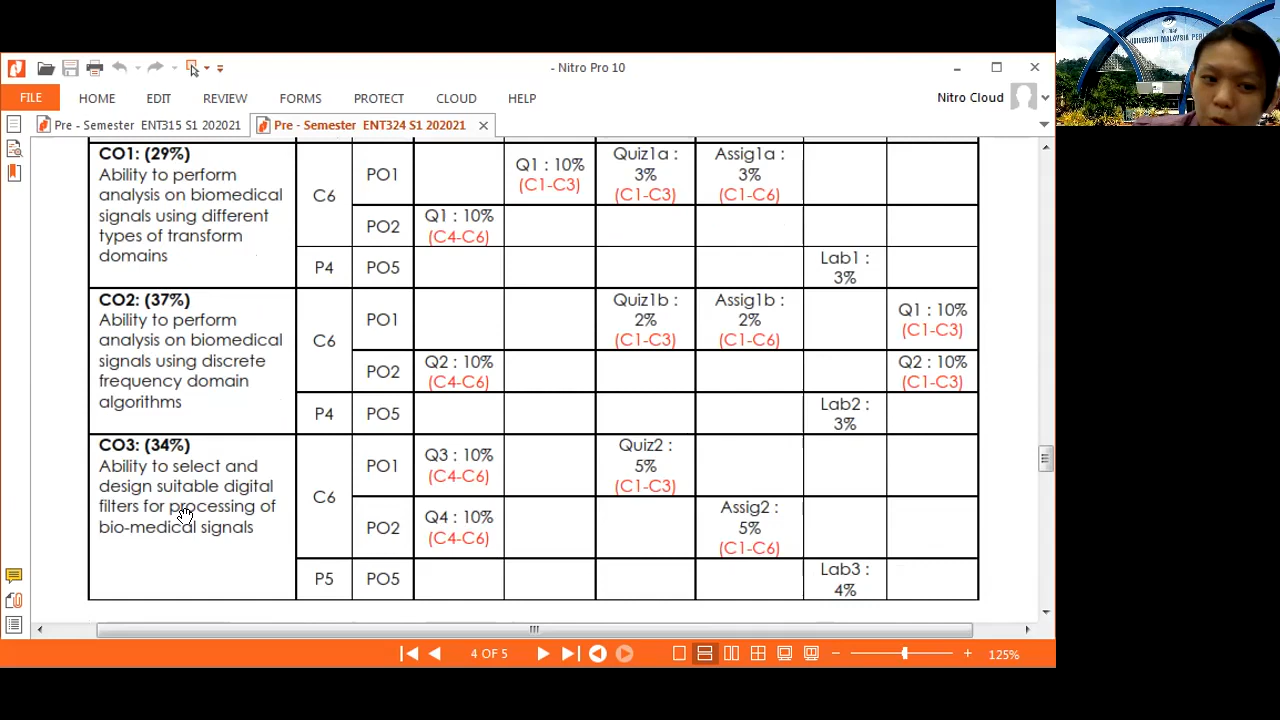 UNIVERSITI MALAYSIA PERLIS
- Nitro Pro 10
FILE HOME EDIT REVIEW FORMS PROTECT CLOUD HELP
Nitro Cloud
Pre - Semester ENT315 S1 202021
Pre - Semester ENT324 S1 202021
CO1: (29%)
Ability to perform
analysis on biomedical
signals using different
types of transform
domains
C6
PO1
Q1 : 10%
(C1-C3)
Quiz1a :
3%
(C1-C3)
Assig1a :
3%
(C1-C6)
PO2
Q1 : 10%
(C4-C6)
P4
PO5
Lab1 :
3%
CO2: (37%)
Ability to perform
analysis on biomedical
signals using discrete
frequency domain
algorithms
C6
PO1
Quiz1b :
2%
(C1-C3)
Assig1b :
2%
(C1-C6)
Q1 : 10%
(C1-C3)
PO2
Q2 : 10%
(C4-C6)
Q2 : 10%
(C1-C3)
P4
PO5
Lab2 :
3%
CO3: (34%)
Ability to select and
design suitable digital
filters for processing of
bio-medical signals
C6
PO1
Q3 : 10%
(C4-C6)
Quiz2 :
5%
(C1-C3)
PO2
Q4 : 10%
(C4-C6)
Assig2 :
5%
(C1-C6)
P5
PO5
Lab3 :
4%
4 OF 5
125%